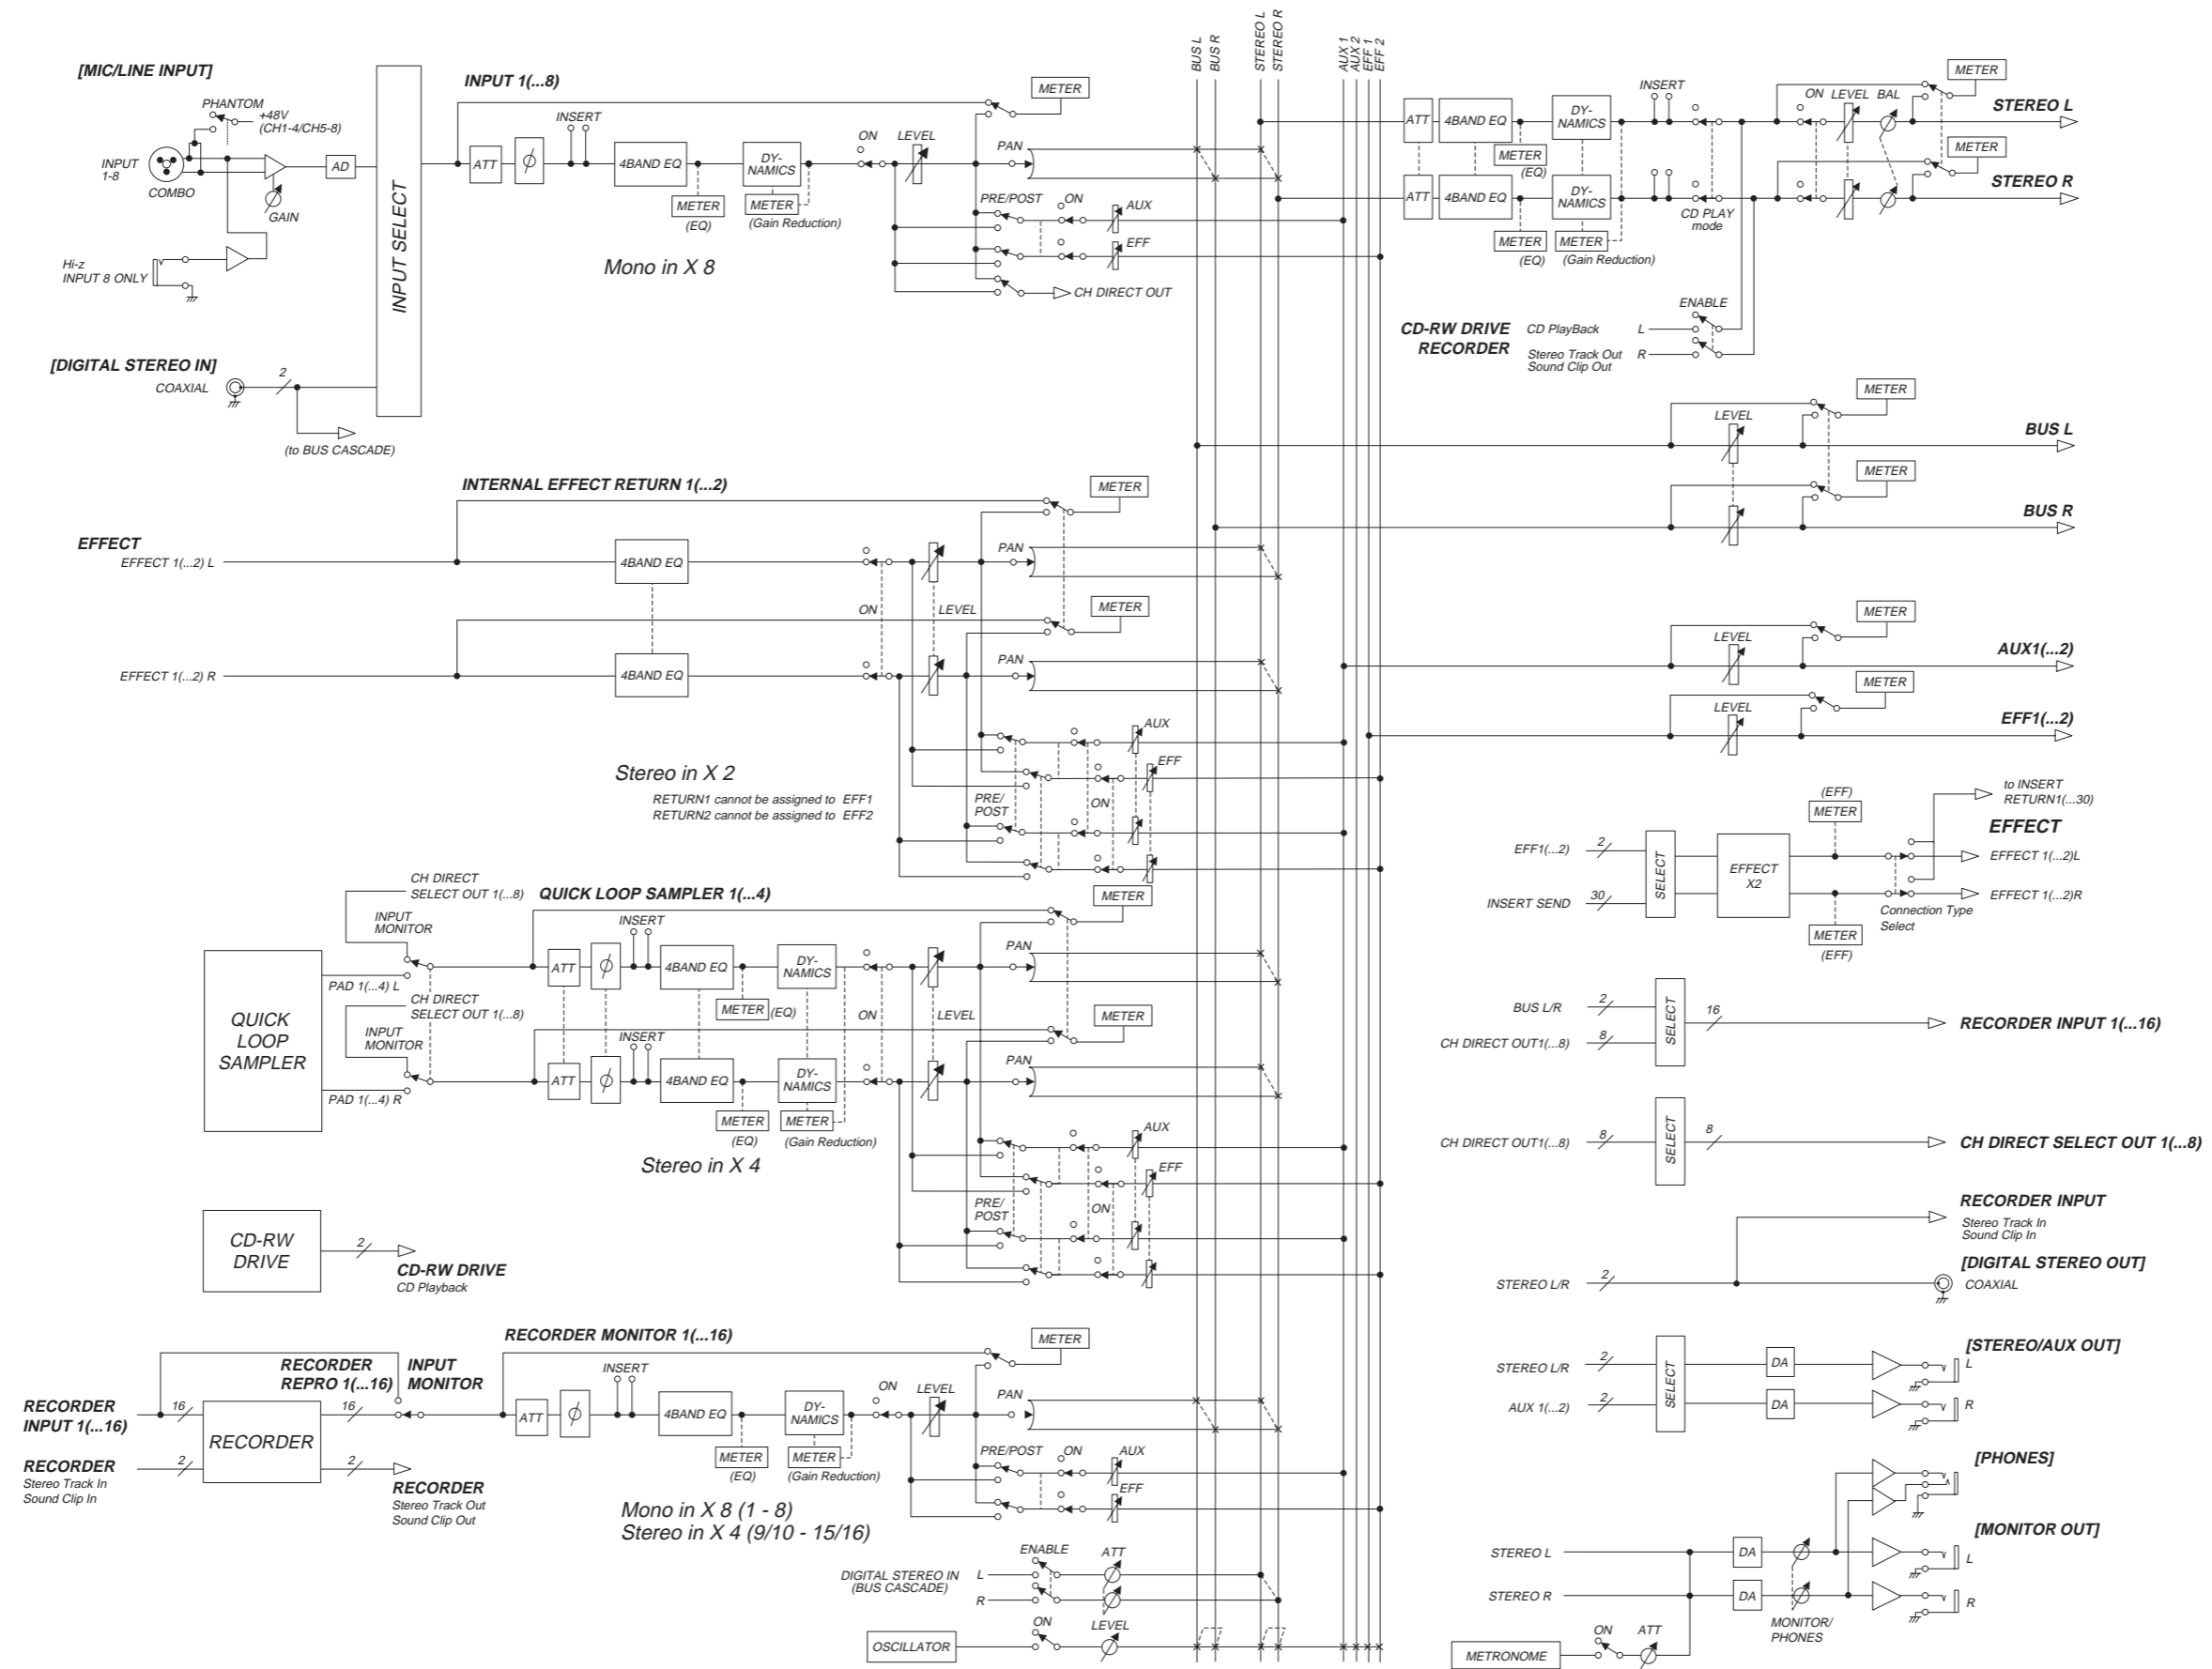 [MIC/LINE INPUT]
PHANTOM
+48V
(CH1-4/CH5-8)
INPUT
1-8
COMBO
GAIN
AD
Hi-z
INPUT 8 ONLY
[DIGITAL STEREO IN]
COAXIAL
2
(to BUS CASCADE)
INPUT SELECT
INPUT 1(...8)
ATT
φ
INSERT
4BAND EQ
METER
(EQ)
DY-
NAMICS
METER
(Gain Reduction)
ON
LEVEL
METER
PAN
PRE/POST
ON
AUX
EFF
CH DIRECT OUT
Mono in X 8
INTERNAL EFFECT RETURN 1(...2)
METER
EFFECT
EFFECT 1(...2) L
4BAND EQ
PAN
ON
LEVEL
METER
EFFECT 1(...2) R
4BAND EQ
PAN
AUX
EFF
PRE/
POST
ON
Stereo in X 2
RETURN1 cannot be assigned to EFF1
RETURN2 cannot be assigned to EFF2
CH DIRECT
SELECT OUT 1(...8)
QUICK LOOP SAMPLER 1(...4)
INPUT
MONITOR
INSERT
METER
PAN
QUICK
LOOP
SAMPLER
PAD 1(...4) L
ATT
φ
4BAND EQ
DY-
NAMICS
METER
(EQ)
CH DIRECT
SELECT OUT 1(...8)
INPUT
MONITOR
INSERT
ON
LEVEL
METER
PAN
PAD 1(...4) R
ATT
φ
4BAND EQ
DY-
NAMICS
METER
(EQ)
METER
(Gain Reduction)
AUX
EFF
PRE/
POST
ON
Stereo in X 4
CD-RW
DRIVE
2
CD-RW DRIVE
CD Playback
RECORDER MONITOR 1(...16)
METER
RECORDER
REPRO 1(...16)
INPUT
MONITOR
RECORDER
INPUT 1(...16)
16
16
RECORDER
RECORDER
Stereo Track In
Sound Clip In
2
2
RECORDER
Stereo Track Out
Sound Clip Out
ATT
φ
INSERT
4BAND EQ
METER
(EQ)
DY-
NAMICS
METER
(Gain Reduction)
ON
LEVEL
PAN
PRE/POST
ON
AUX
EFF
Mono in X 8 (1 - 8)
Stereo in X 4 (9/10 - 15/16)
DIGITAL STEREO IN
(BUS CASCADE)
L
R
ENABLE
ATT
OSCILLATOR
ON
LEVEL
BUS L
BUS R
STEREO L
STEREO R
AUX 1
AUX 2
EFF 1
EFF 2
ATT
4BAND EQ
DY-
NAMICS
INSERT
ON
LEVEL
BAL
METER
STEREO L
METER
(EQ)
METER
ATT
4BAND EQ
DY-
NAMICS
STEREO R
METER
(EQ)
METER
(Gain Reduction)
CD PLAY
mode
ENABLE
CD-RW DRIVE
RECORDER
CD PlayBack
L
Stereo Track Out
Sound Clip Out
R
METER
LEVEL
BUS L
METER
BUS R
METER
LEVEL
AUX1(...2)
METER
LEVEL
EFF1(...2)
to INSERT
RETURN1(...30)
(EFF)
METER
EFFECT
EFF1(...2)
2
SELECT
EFFECT
X2
EFFECT 1(...2)L
INSERT SEND
30
EFFECT 1(...2)R
Connection Type
Select
METER
(EFF)
BUS L/R
2
SELECT
16
RECORDER INPUT 1(...16)
CH DIRECT OUT1(...8)
8
CH DIRECT OUT1(...8)
8
SELECT
8
CH DIRECT SELECT OUT 1(...8)
RECORDER INPUT
Stereo Track In
Sound Clip In
[DIGITAL STEREO OUT]
STEREO L/R
2
COAXIAL
[STEREO/AUX OUT]
STEREO L/R
2
SELECT
DA
L
AUX 1(...2)
2
DA
R
[PHONES]
[MONITOR OUT]
STEREO L
DA
L
STEREO R
DA
R
MONITOR/
PHONES
METRONOME
ON
ATT